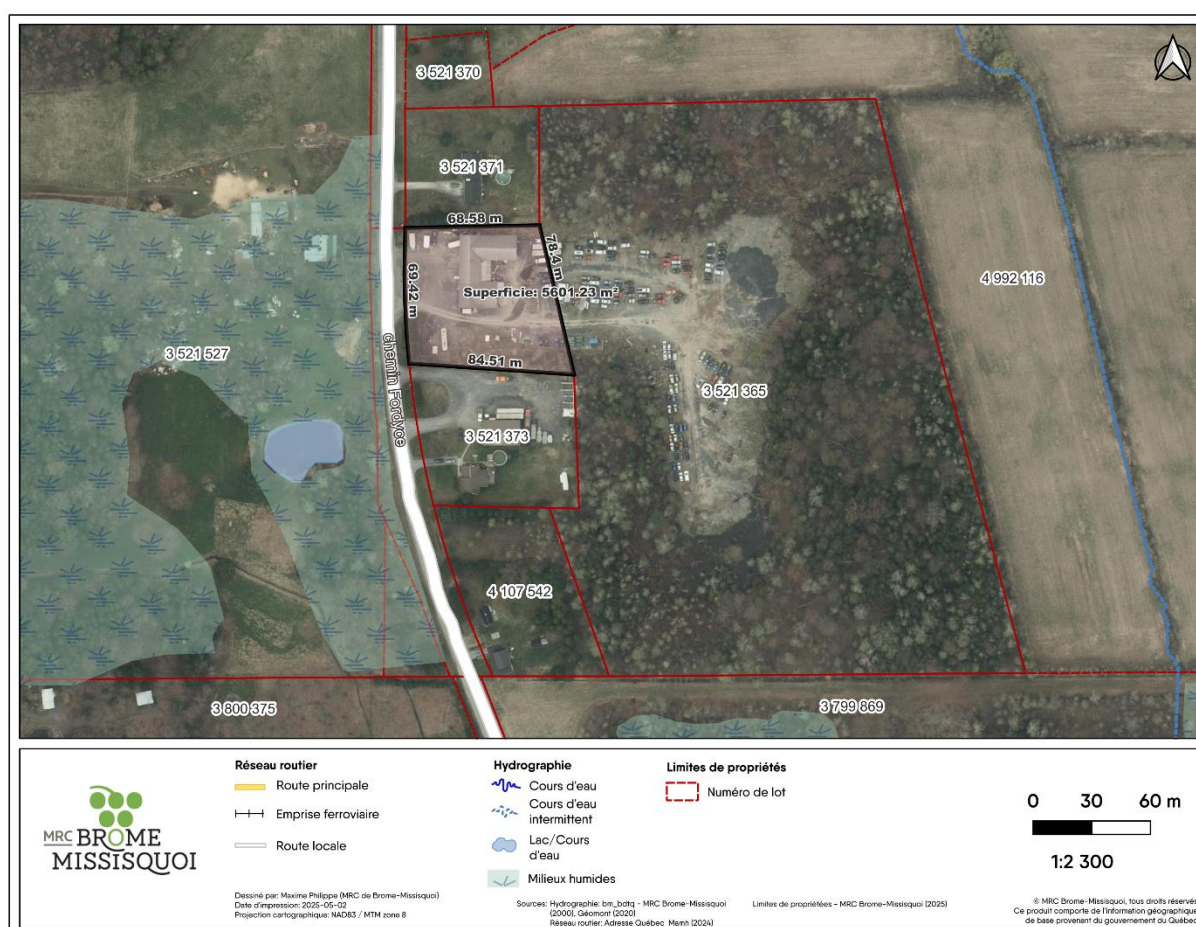 3 521 370
3 521 371
68.58 m
78.4 m
69.42 m
Superficie: 5601.23 m²
4 992 116
84.51 m
chemin Fordyce
3 521 527
3 521 365
3 521 373
4 107 542
3 800 375
3 799 869
MRC BROME
MISSISQUOI
Réseau routier
Route principale
Emprise ferroviaire
Route locale
Hydrographie
Cours d'eau
Cours d'eau
intermittent
Lac/Cours
d'eau
Milieux humides
Limites de propriétés
Numéro de lot
0 30 60 m
1:2 300
Dessiné par: Maxime Philippe (MRC de Brome-Missisquoi)
Date d'impression: 2025-05-02
Projection cartographique: NAD83 / MTM zone 8
Sources: Hydrographie: bm_bdtq - MRC Brome-Missisquoi
(2000), Géomont (2020)
Réseau routier: Adresse Québec Mamh (2024)
Limites de propriétées - MRC Brome-Missisquoi (2025)
© MRC Brome-Missisquoi, tous droits réservés
Ce produit comporte de l'information géographique
de base provenant du gouvernement du Québec